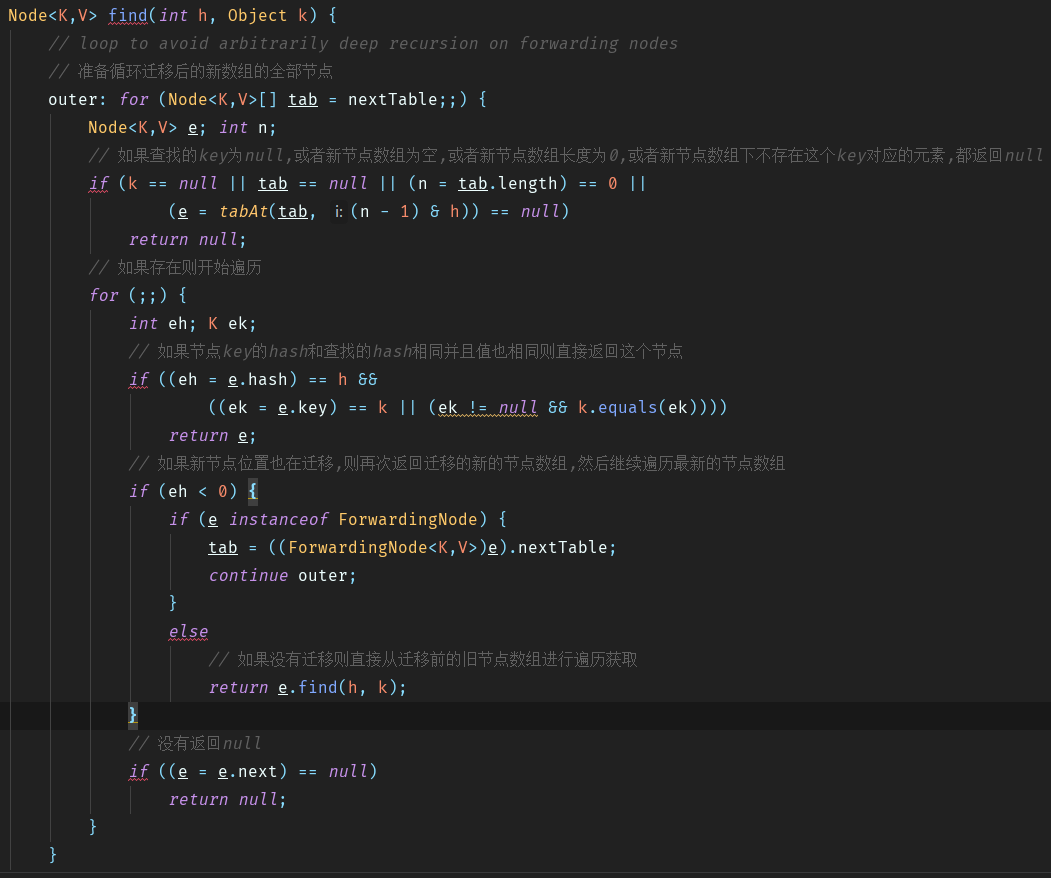 Node<K,V> find(int h, Object k) {
    // loop to avoid arbitrarily deep recursion on forwarding nodes
    // 准备循环迁移后的新数组的全部节点
    outer: for (Node<K,V>[] tab = nextTable;;) {
        Node<K,V> e; int n;
        // 如果查找的key为null,或者新节点数组为空,或者新节点数组长度为0,或者新节点数组下不存在这个key对应的元素,都返回null
        if (k == null || tab == null || (n = tab.length) == 0 ||
                (e = tabAt(tab, i: (n - 1) & h)) == null)
            return null;
        // 如果存在则开始遍历
        for (;;) {
            int eh; K ek;
            // 如果节点key的hash和查找的hash相同并且值也相同则直接返回这个节点
            if ((eh = e.hash) == h &&
                    ((ek = e.key) == k || (ek != null && k.equals(ek))))
                return e;
            // 如果新节点位置也在迁移,则再次返回迁移的新的节点数组,然后继续遍历最新的节点数组
            if (eh < 0) {
                if (e instanceof ForwardingNode) {
                    tab = ((ForwardingNode<K,V>)e).nextTable;
                    continue outer;
                }
                else
                    // 如果没有迁移则直接从迁移前的旧节点数组进行遍历获取
                    return e.find(h, k);
            }
            // 没有返回null
            if ((e = e.next) == null)
                return null;
        }
    }